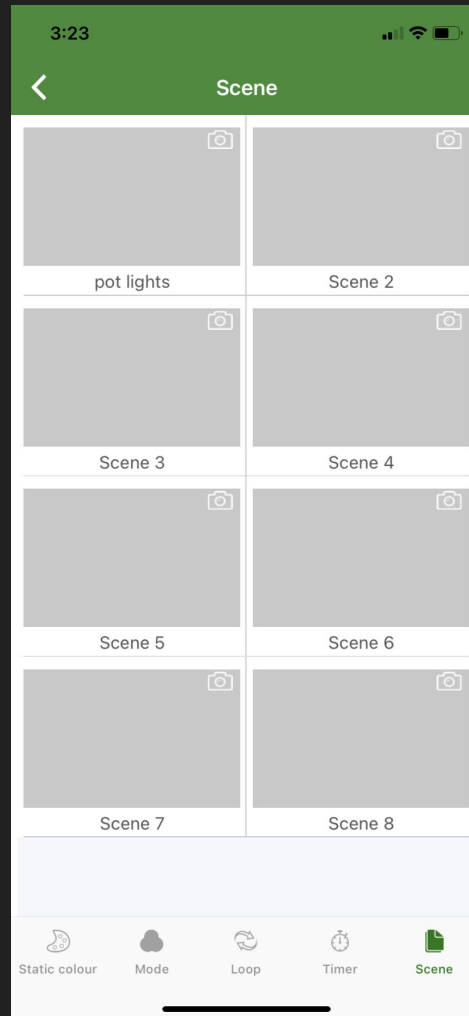 3:23
Scene
pot lights
Scene 2
Scene 3
Scene 4
Scene 5
Scene 6
Scene 7
Scene 8
Static colour
Mode
Loop
Timer
Scene